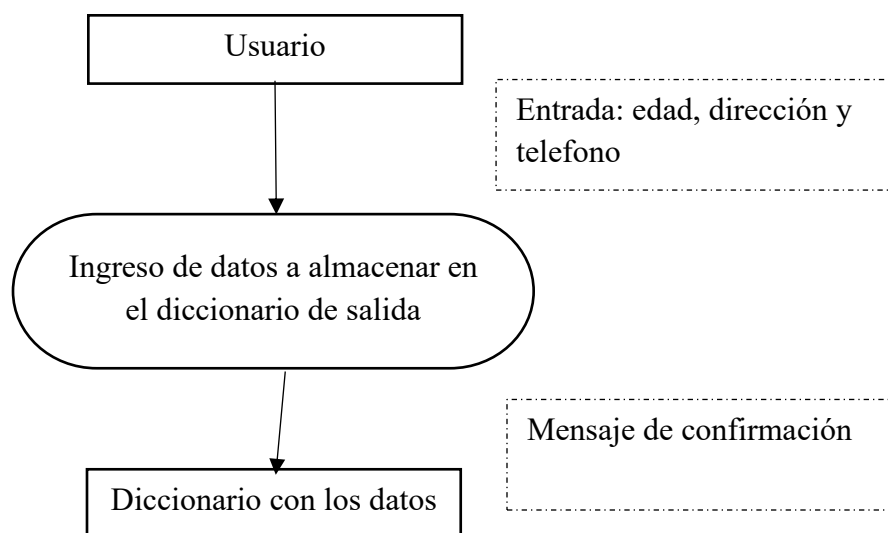 Usuario
Entrada: edad, dirección y
telefono
Ingreso de datos a almacenar en
el diccionario de salida
Mensaje de confirmación
Diccionario con los datos